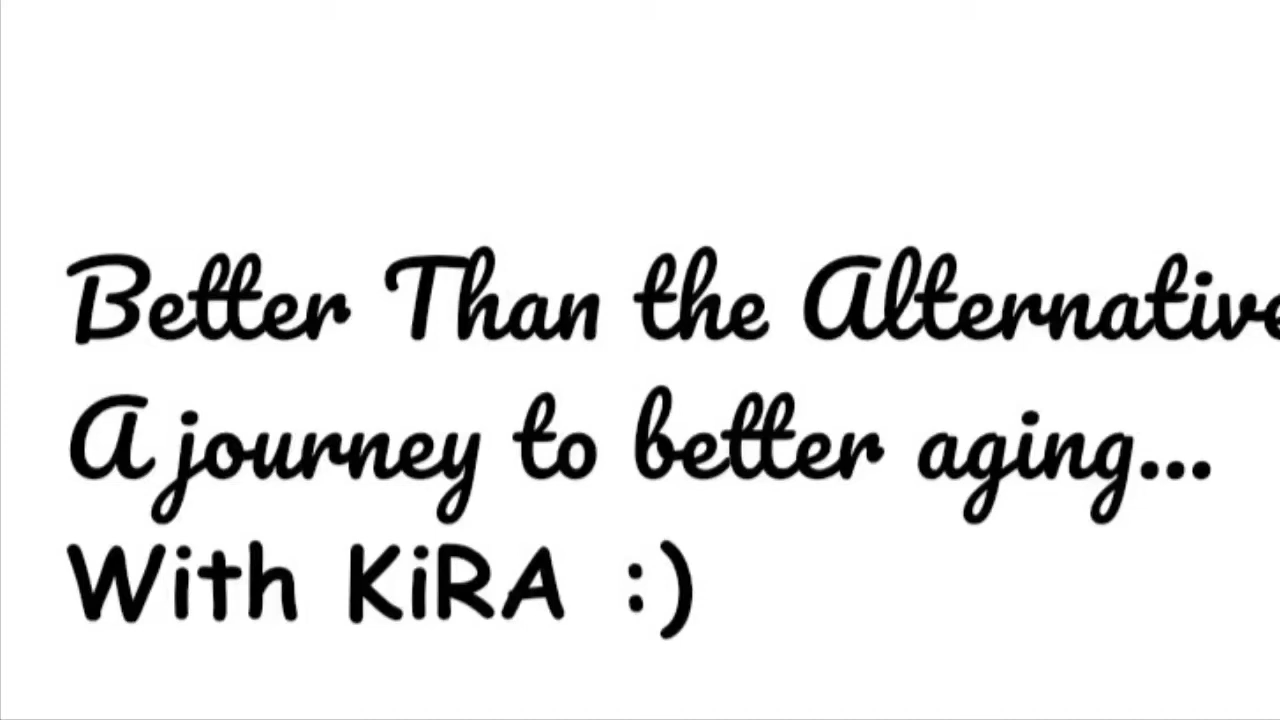 Better Than the Alternative
A journey to better aging...
With KiRA :)